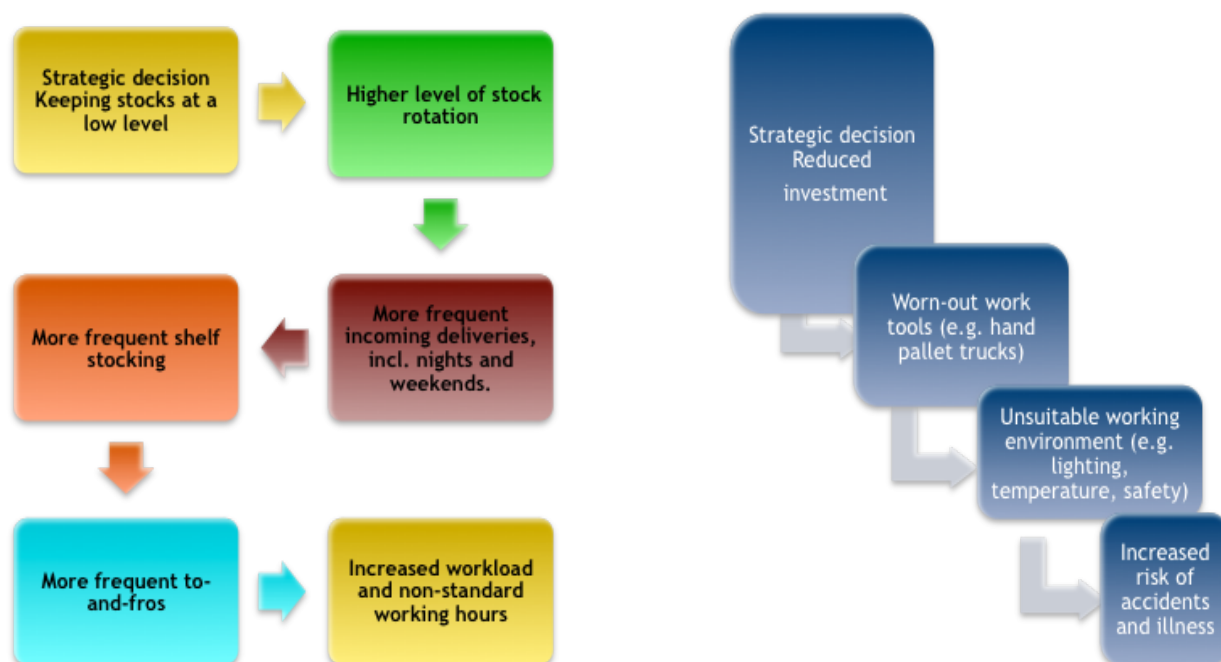 Strategic decision
Keeping stocks at a
low level
Higher level of stock
rotation
More frequent
incoming deliveries,
incl. nights and
weekends.
More frequent shelf
stocking
More frequent to-
and-fros
Increased workload
and non-standard
working hours
Strategic decision
Reduced
investment
Worn-out work
tools (e.g. hand
pallet trucks)
Unsuitable working
environment (e.g.
lighting,
temperature, safety)
Increased
risk of
accidents
and illness